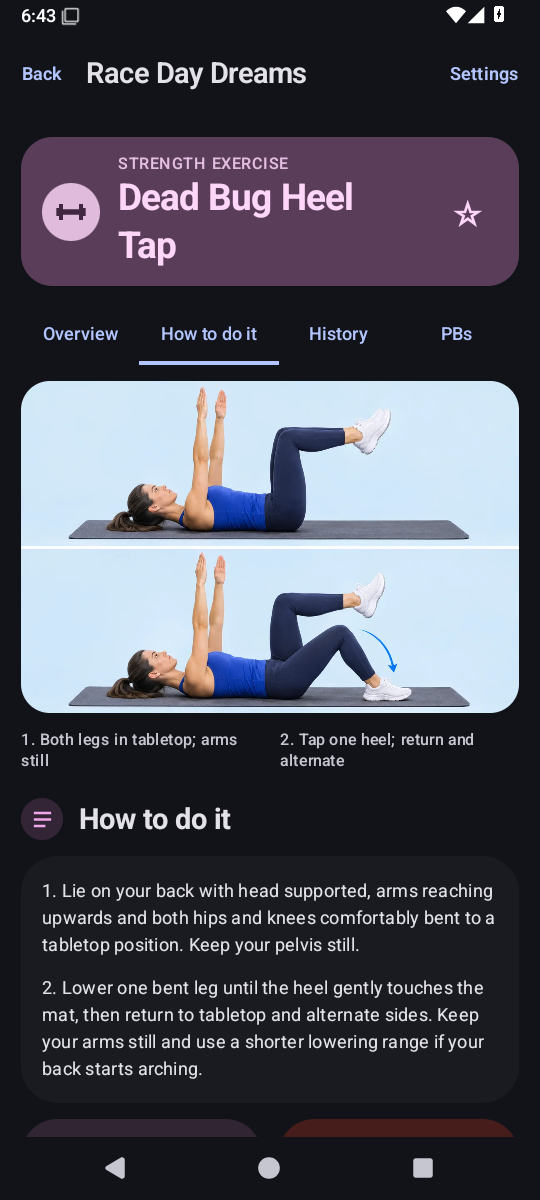 6:43
Back Race Day Dreams Settings
STRENGTH EXERCISE
Dead Bug Heel
Tap
Overview How to do it History PBs
1. Both legs in tabletop; arms
still
2. Tap one heel; return and
alternate
How to do it
1. Lie on your back with head supported, arms reaching
upwards and both hips and knees comfortably bent to a
tabletop position. Keep your pelvis still.
2. Lower one bent leg until the heel gently touches the
mat, then return to tabletop and alternate sides. Keep
your arms still and use a shorter lowering range if your
back starts arching.